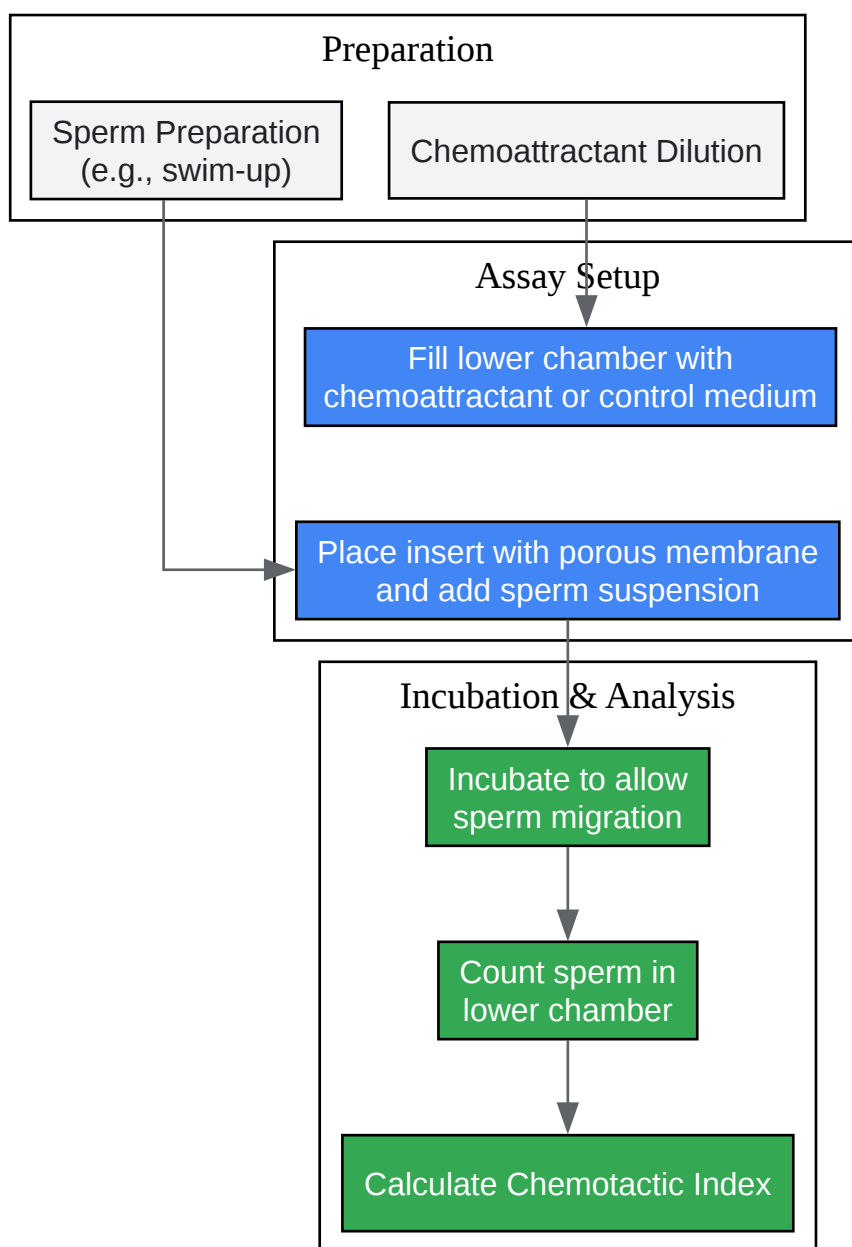 Preparation
Sperm Preparation
(e.g., swim-up)
Chemoattractant Dilution
Assay Setup
Fill lower chamber with
chemoattractant or control medium
Place insert with porous membrane
and add sperm suspension
Incubation & Analysis
Incubate to allow
sperm migration
Count sperm in
lower chamber
Calculate Chemotactic Index